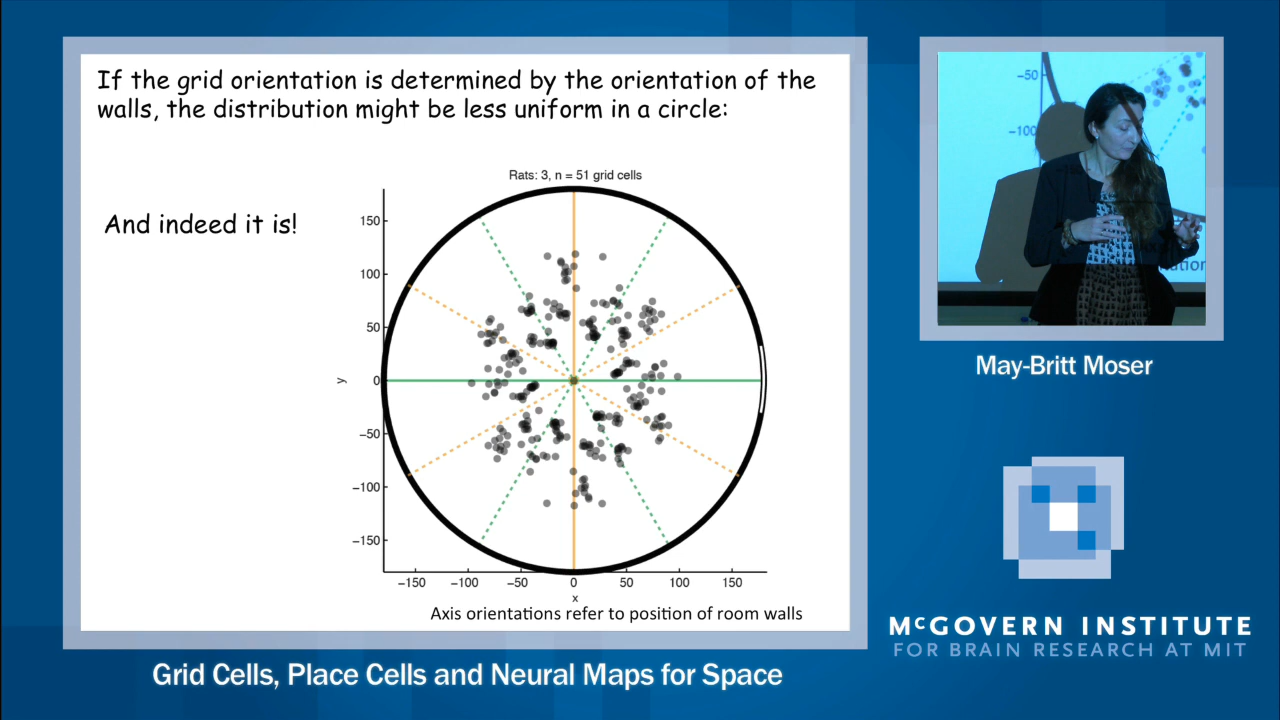 If the grid orientation is determined by the orientation of the
walls, the distribution might be less uniform in a circle:
And indeed it is!
Rats: 3, n = 51 grid cells
150
100
50
y
0
−50
−100
−150
−150
−100
−50
0
50
100
150
x
Axis orientations refer to position of room walls
Grid Cells, Place Cells and Neural Maps for Space
−50
−100
May-Britt Moser
McGOVERN INSTITUTE
FOR BRAIN RESEARCH AT MIT